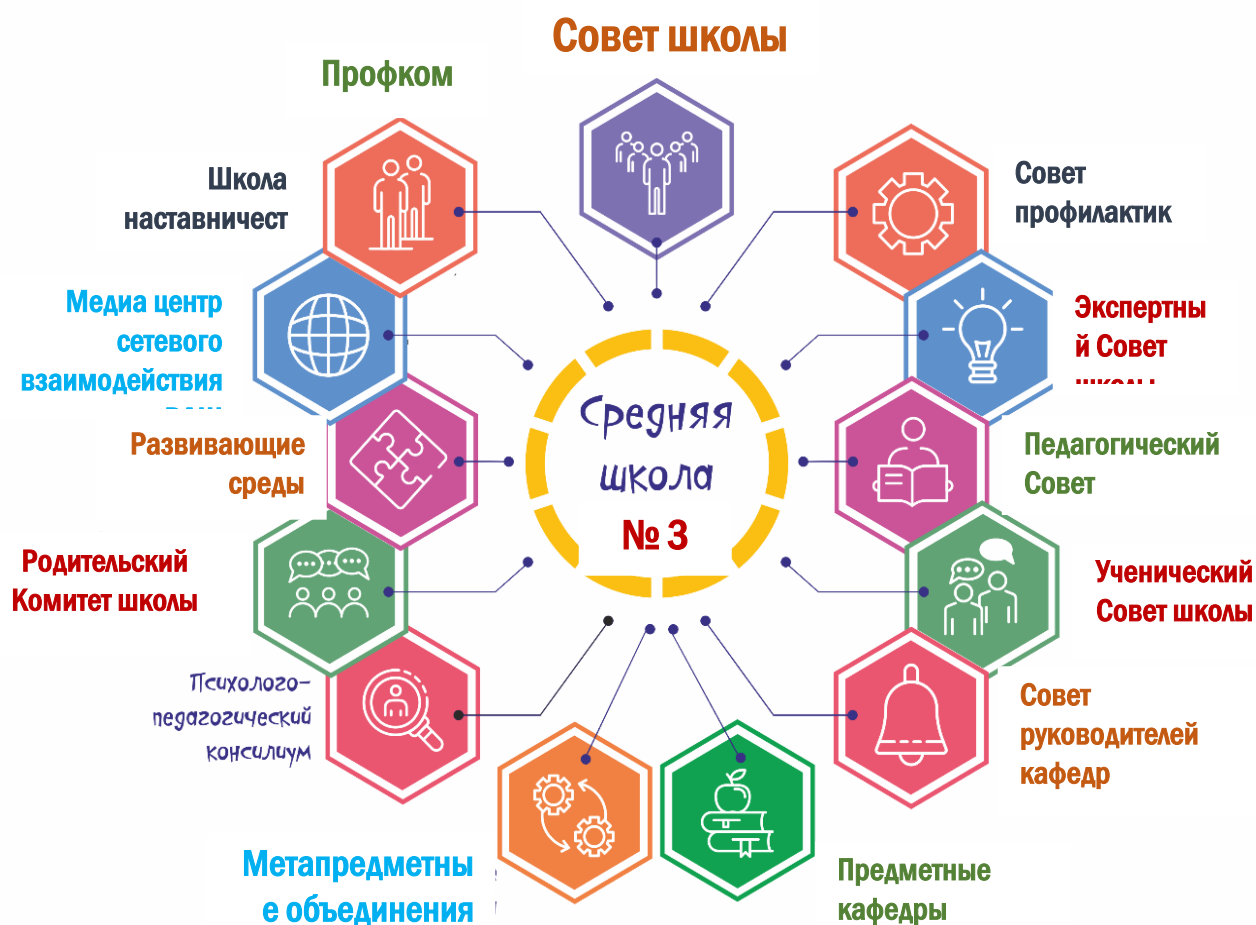 Совет школы
Профком
Школа
наставничест
Совет
профилактик
Медиа центр
сетевого
взаимодействия
Экспертны
й Совет
школы
Средняя
школа
№ 3
Развивающие
среды
Педагогический
Совет
Родительский
Комитет школы
Ученический
Совет школы
Психолого-
педагогический
консилиум
Совет
руководителей
кафедр
Метапредметны
е объединения
Предметные
кафедры